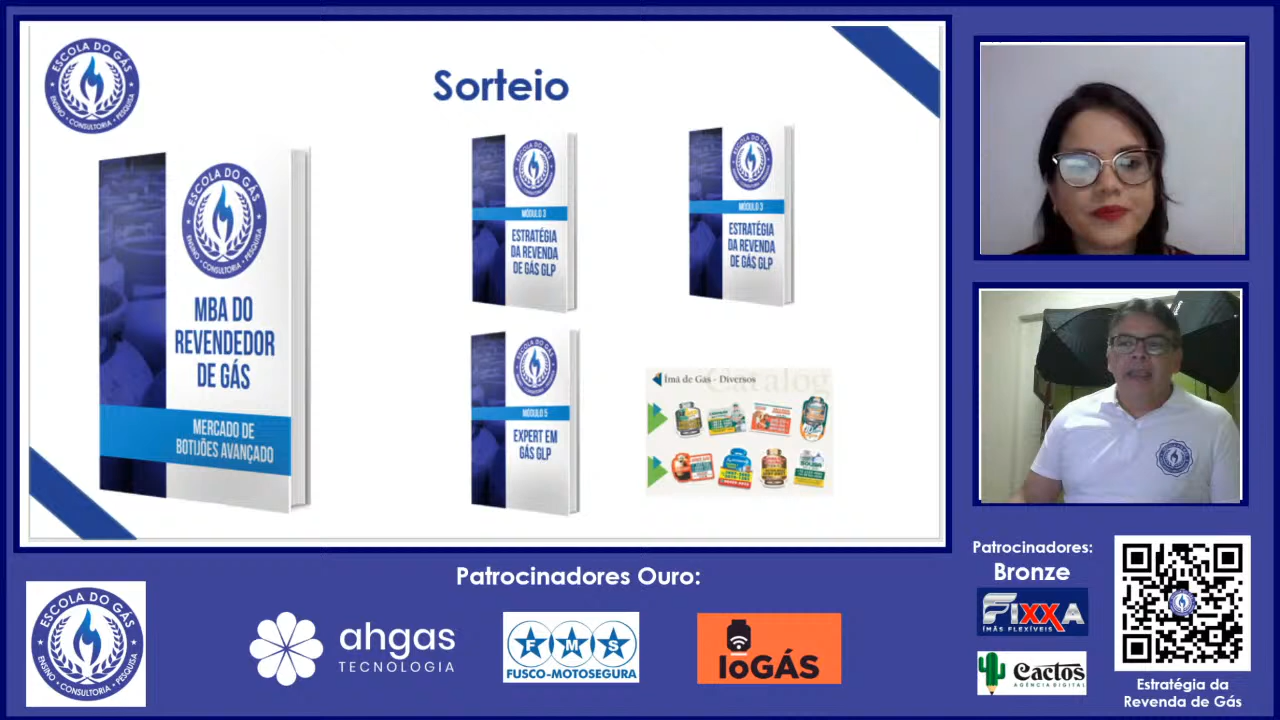 ESCOLA DO GÁS
ENSINO • CONSULTORIA • PESQUISA
Sorteio
ESCOLA DO GÁS
ENSINO • CONSULTORIA • PESQUISA
MBA DO
REVENDEDOR
DE GÁS
MERCADO DE
BOTIJÕES AVANÇADO
MÓDULO 3
ESTRATÉGIA
DA REVENDA
DE GÁS GLP
MÓDULO 3
ESTRATÉGIA
DA REVENDA
DE GÁS GLP
MÓDULO 5
EXPERT EM
GÁS GLP
Catalog
Ímã de Gás - Diversos
Patrocinadores Ouro:
ESCOLA DO GÁS
ENSINO • CONSULTORIA • PESQUISA
ahgas
TECNOLOGIA
FMS
FUSCO-MOTOSEGURA
IoGÁS
Patrocinadores:
Bronze
FIXXA
ÍMÃS FLEXÍVEIS
Cactos
AGÊNCIA DIGITAL
Estratégia da
Revenda de Gás